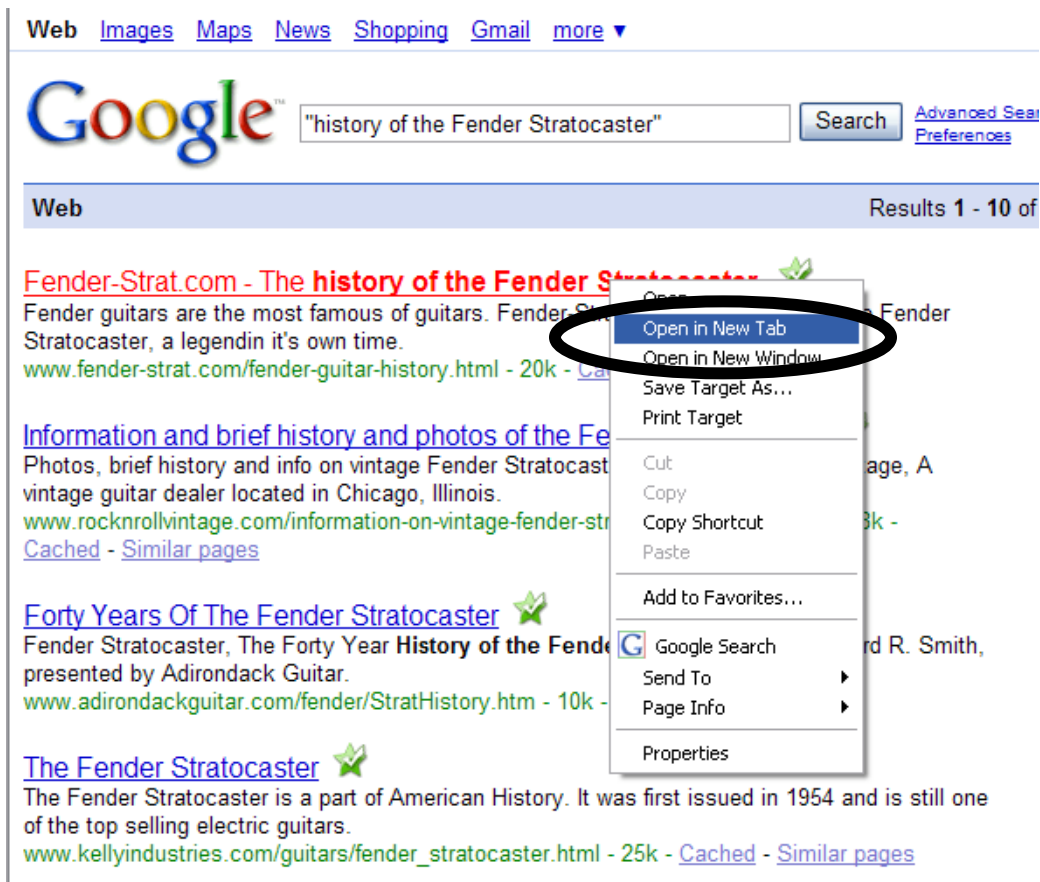 Web Images Maps News Shopping Gmail more ▼
Google™ "history of the Fender Stratocaster" Search Advanced Sear
Preferences
Web Results 1 - 10 of
Fender-Strat.com - The history of the Fender Stratocaster
Fender guitars are the most famous of guitars. Fender-Strat Fender
Stratocaster, a legendin it's own time.
www.fender-strat.com/fender-guitar-history.html - 20k - Ca
Information and brief history and photos of the Fe
Photos, brief history and info on vintage Fender Stratocast age, A
vintage guitar dealer located in Chicago, Illinois.
www.rocknrollvintage.com/information-on-vintage-fender-str 3k -
Cached - Similar pages
Forty Years Of The Fender Stratocaster
Fender Stratocaster, The Forty Year History of the Fende rd R. Smith,
presented by Adirondack Guitar.
www.adirondackguitar.com/fender/StratHistory.htm - 10k -
The Fender Stratocaster
The Fender Stratocaster is a part of American History. It was first issued in 1954 and is still one
of the top selling electric guitars.
www.kellyindustries.com/guitars/fender_stratocaster.html - 25k - Cached - Similar pages
Open
Open in New Tab
Open in New Window
Save Target As...
Print Target
Cut
Copy
Copy Shortcut
Paste
Add to Favorites...
G Google Search
Send To
Page Info
Properties